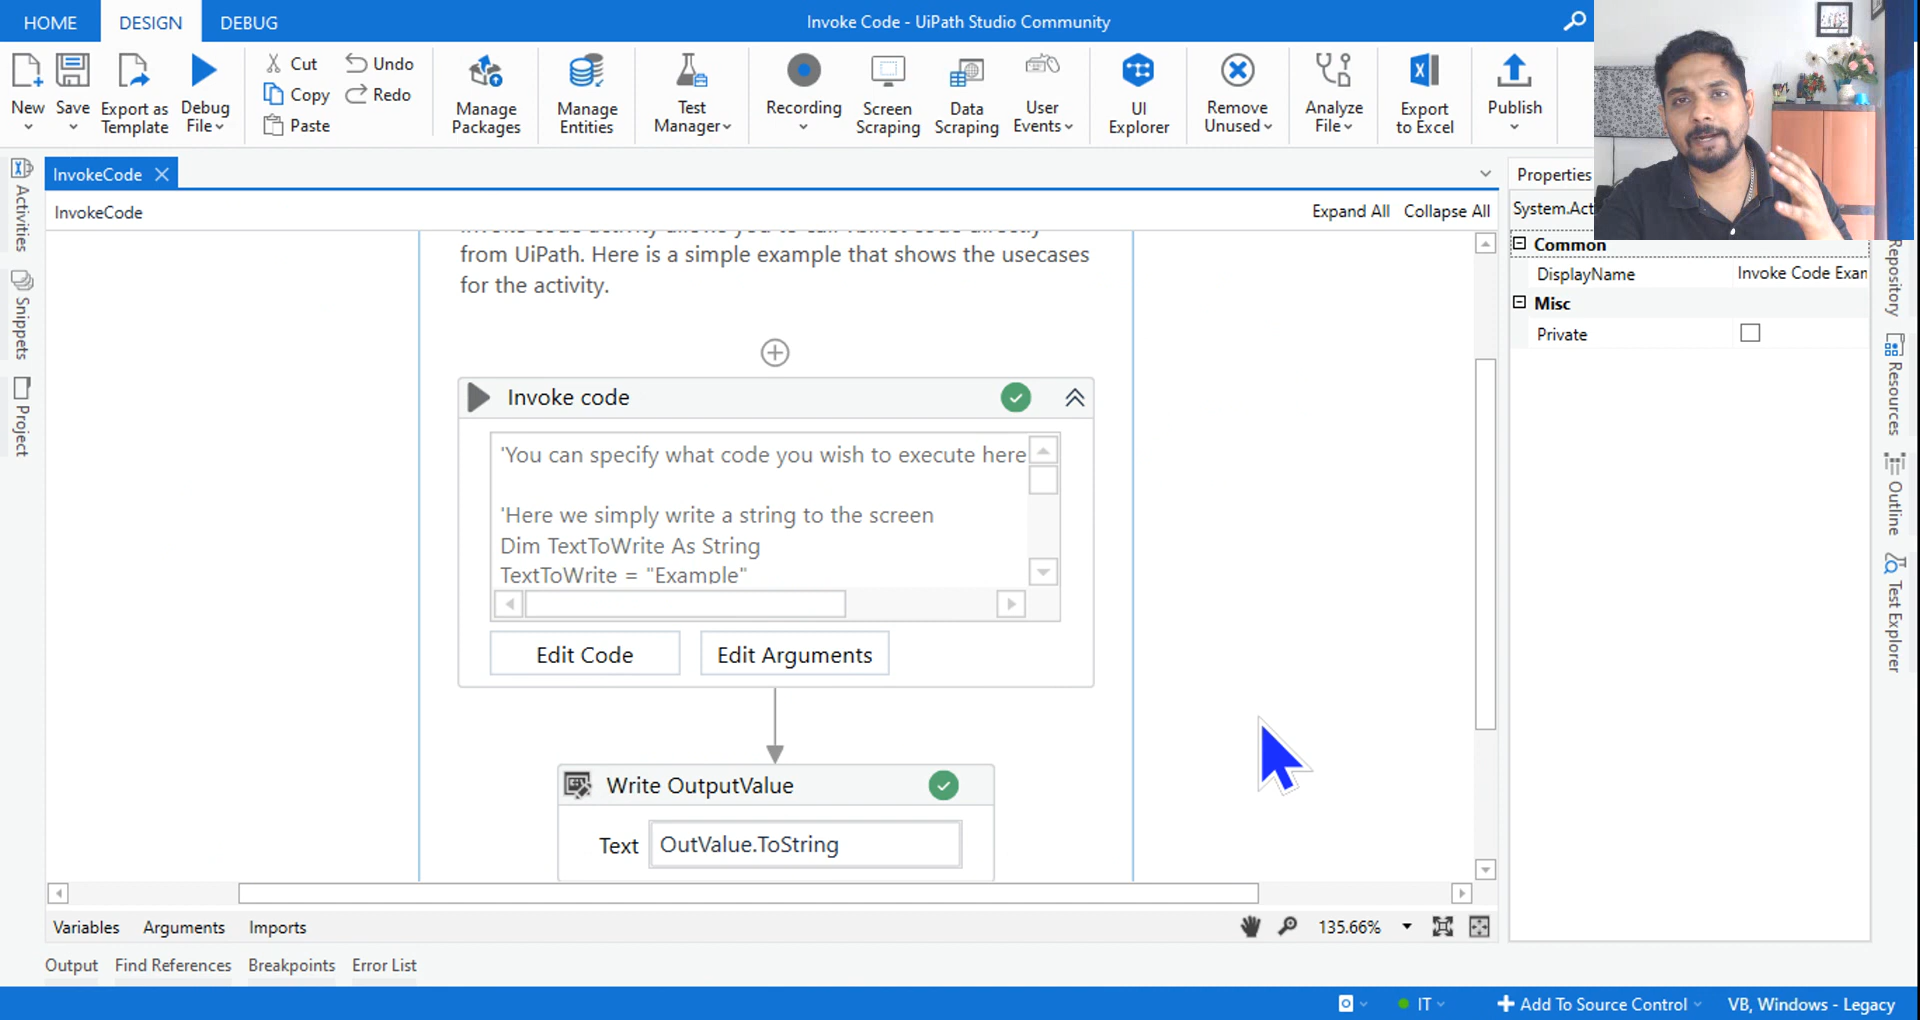 HOME DESIGN DEBUG Invoke Code - UiPath Studio Community
New
Save
Export as
Template
Debug
File
Cut
Copy
Paste
Undo
Redo
Manage
Packages
Manage
Entities
Test
Manager
Recording
Screen
Scraping
Data
Scraping
User
Events
UI
Explorer
Remove
Unused
Analyze
File
Export
to Excel
Publish
Activities
Snippets
Project
InvokeCode
InvokeCode Expand All Collapse All
from UiPath. Here is a simple example that shows the usecases
for the activity.
Invoke code
'You can specify what code you wish to execute here
'Here we simply write a string to the screen
Dim TextToWrite As String
TextToWrite = "Example"
Edit Code Edit Arguments
Write OutputValue
Text OutValue.ToString
Properties
System.Act
Common
DisplayName Invoke Code Exam
Misc
Private
Repository
Resources
Outline
Test Explorer
Variables Arguments Imports 135.66%
Output Find References Breakpoints Error List
IT Add To Source Control VB, Windows - Legacy